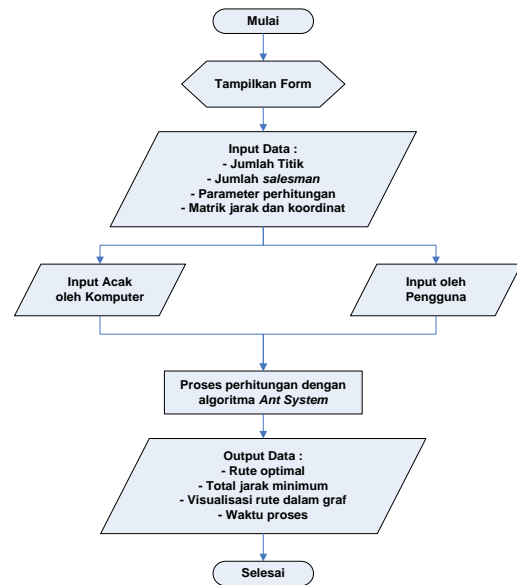 Mulai
Tampilkan Form
Input Data :
- Jumlah Titik
- Jumlah salesman
- Parameter perhitungan
- Matrik jarak dan koordinat
Input Acak
oleh Komputer
Input oleh
Pengguna
Proses perhitungan dengan
algoritma Ant System
Output Data :
- Rute optimal
- Total jarak minimum
- Visualisasi rute dalam graf
- Waktu proses
Selesai